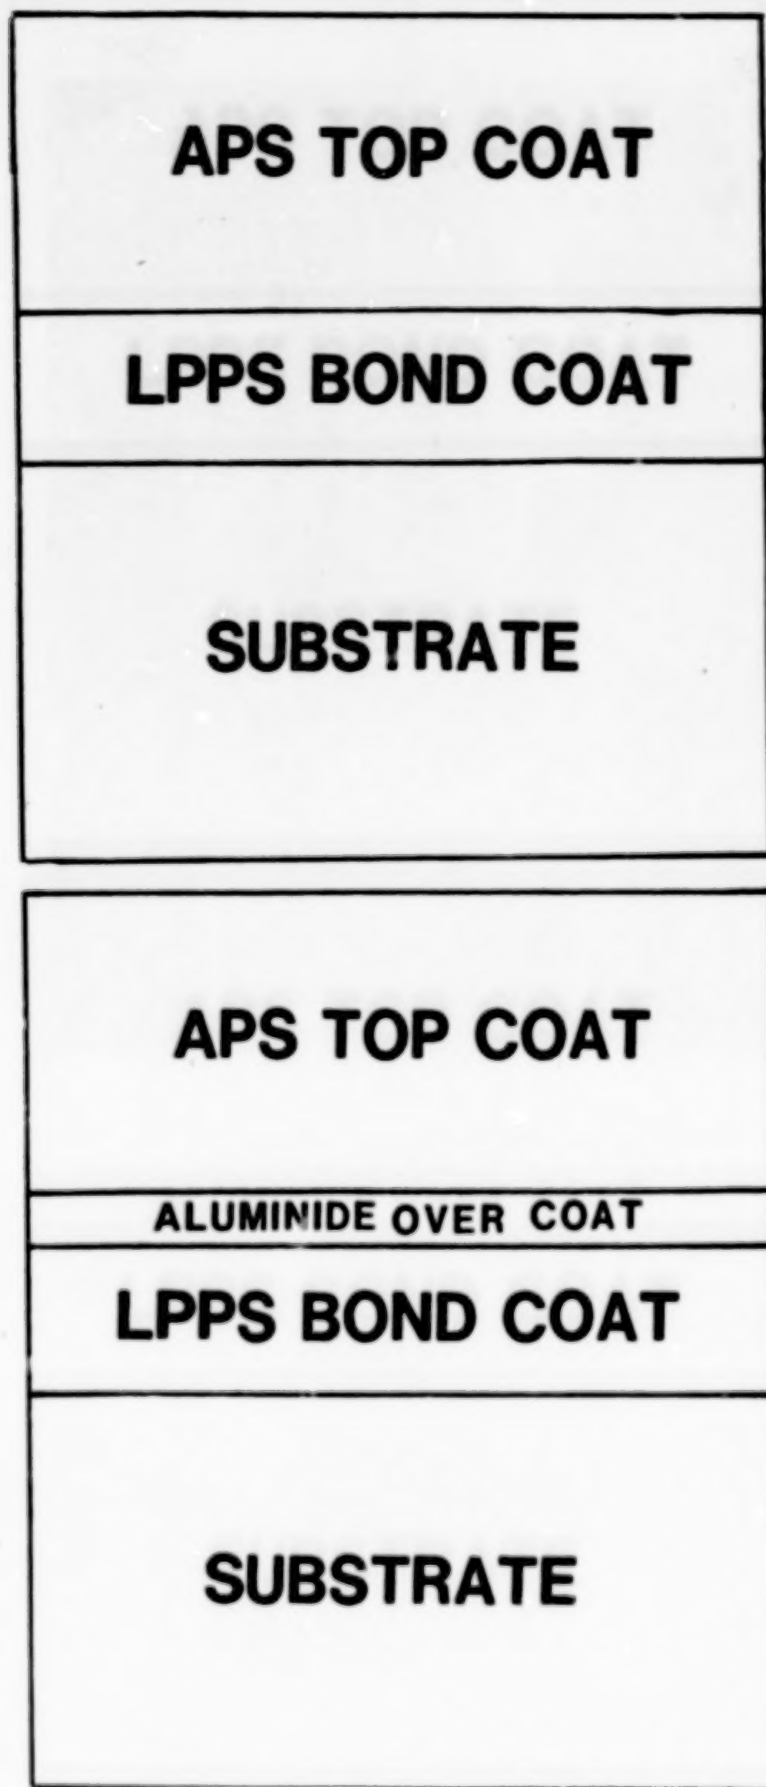 APS TOP COAT
LPPS BOND COAT
SUBSTRATE
APS TOP COAT
ALUMINIDE OVER COAT
LPPS BOND COAT
SUBSTRATE